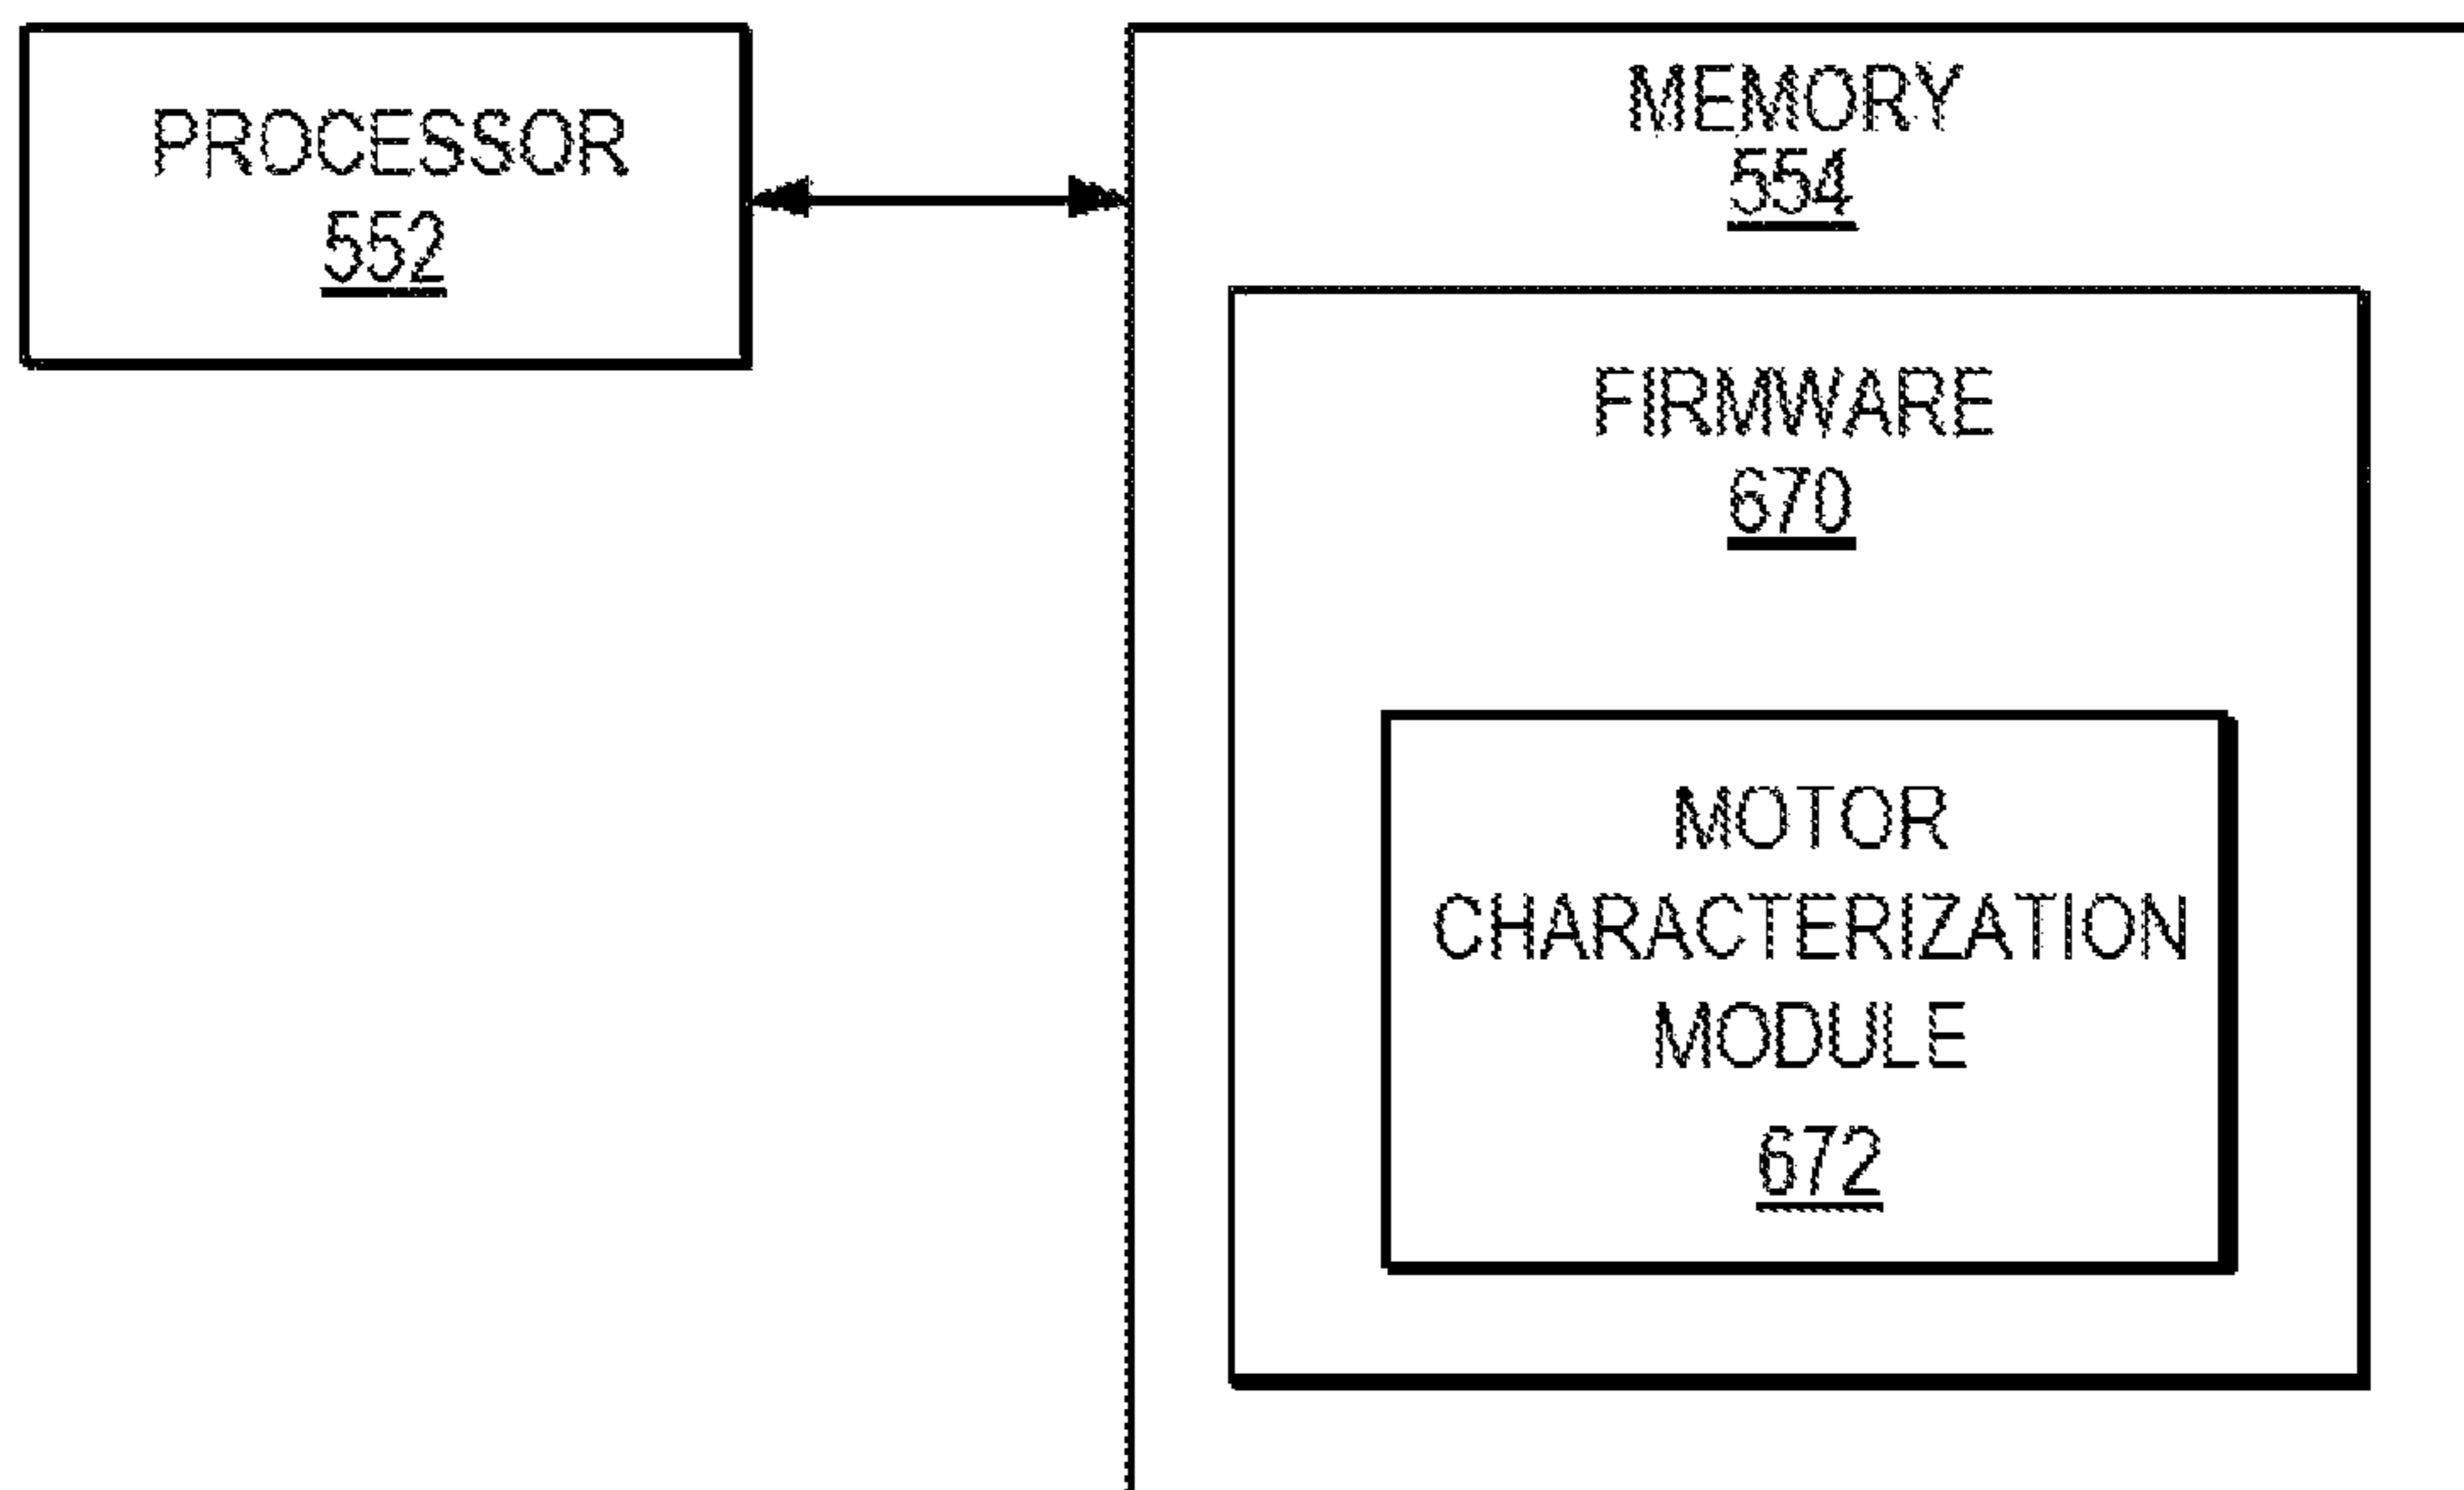 PROCESSOR
552
MEMORY
554
FIRMWARE
670
MOTOR
CHARACTERIZATION
MODULE
672